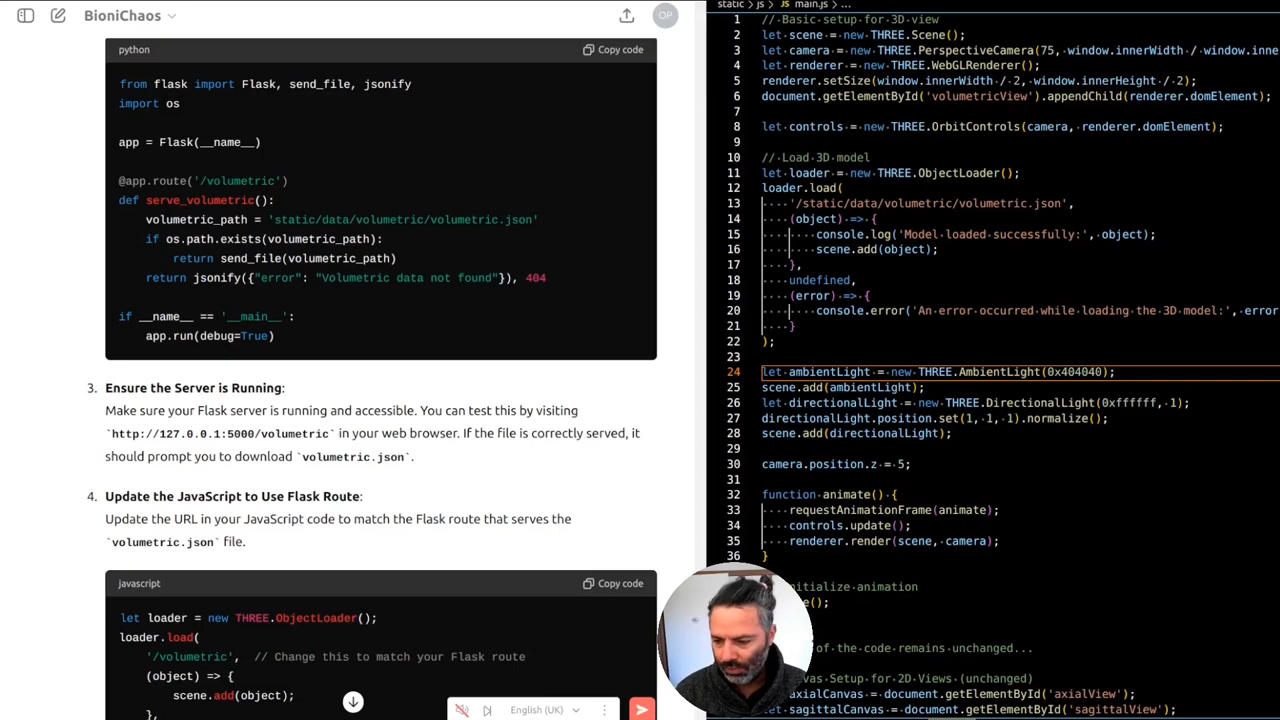 BioniChaos
OP
python
Copy code
from flask import Flask, send_file, jsonify
import os
app = Flask(__name__)
@app.route('/volumetric')
def serve_volumetric():
volumetric_path = 'static/data/volumetric/volumetric.json'
if os.path.exists(volumetric_path):
return send_file(volumetric_path)
return jsonify({"error": "Volumetric data not found"}), 404
if __name__ == '__main__':
app.run(debug=True)
3. Ensure the Server is Running:
Make sure your Flask server is running and accessible. You can test this by visiting
`http://127.0.0.1:5000/volumetric` in your web browser. If the file is correctly served, it
should prompt you to download `volumetric.json`.
4. Update the JavaScript to Use Flask Route:
Update the URL in your JavaScript code to match the Flask route that serves the
`volumetric.json` file.
javascript
Copy code
let loader = new THREE.ObjectLoader();
loader.load(
'/volumetric', // Change this to match your Flask route
(object) => {
scene.add(object);
},
English (UK)
static > js > JS main.js > ...
1 // Basic setup for 3D view
2 let scene = new THREE.Scene();
3 let camera = new THREE.PerspectiveCamera(75, window.innerWidth / window.inne
4 let renderer = new THREE.WebGLRenderer();
5 renderer.setSize(window.innerWidth / 2, window.innerHeight / 2);
6 document.getElementById('volumetricView').appendChild(renderer.domElement);
7
8 let controls = new THREE.OrbitControls(camera, renderer.domElement);
9
10 // Load 3D model
11 let loader = new THREE.ObjectLoader();
12 loader.load(
13 '/static/data/volumetric/volumetric.json',
14 (object) => {
15 console.log('Model loaded successfully:', object);
16 scene.add(object);
17 },
18 undefined,
19 (error) => {
20 console.error('An error occurred while loading the 3D model:', error
21 }
22 );
23
24 let ambientLight = new THREE.AmbientLight(0x404040);
25 scene.add(ambientLight);
26 let directionalLight = new THREE.DirectionalLight(0xffffff, 1);
27 directionalLight.position.set(1, 1, 1).normalize();
28 scene.add(directionalLight);
29
30 camera.position.z = 5;
31
32 function animate() {
33 requestAnimationFrame(animate);
34 controls.update();
35 renderer.render(scene, camera);
36 }
nitialize animation
e();
of the code remains unchanged...
vas Setup for 2D Views (unchanged)
axialCanvas = document.getElementById('axialView');
sagittalCanvas = document.getElementById('sagittalView');